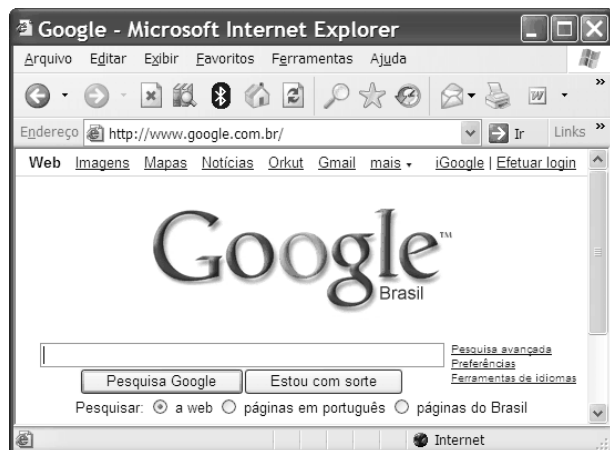 Google - Microsoft Internet Explorer
Arquivo Editar Exibir Favoritos Ferramentas Ajuda
W
Endereço http://www.google.com.br/ Ir Links »
Web Imagens Mapas Notícias Orkut Gmail mais iGoogle | Efetuar login
Google™
Brasil
Pesquisa avançada
Preferências
Ferramentas de idiomas
Pesquisa Google Estou com sorte
Pesquisar: a web páginas em português páginas do Brasil
Internet